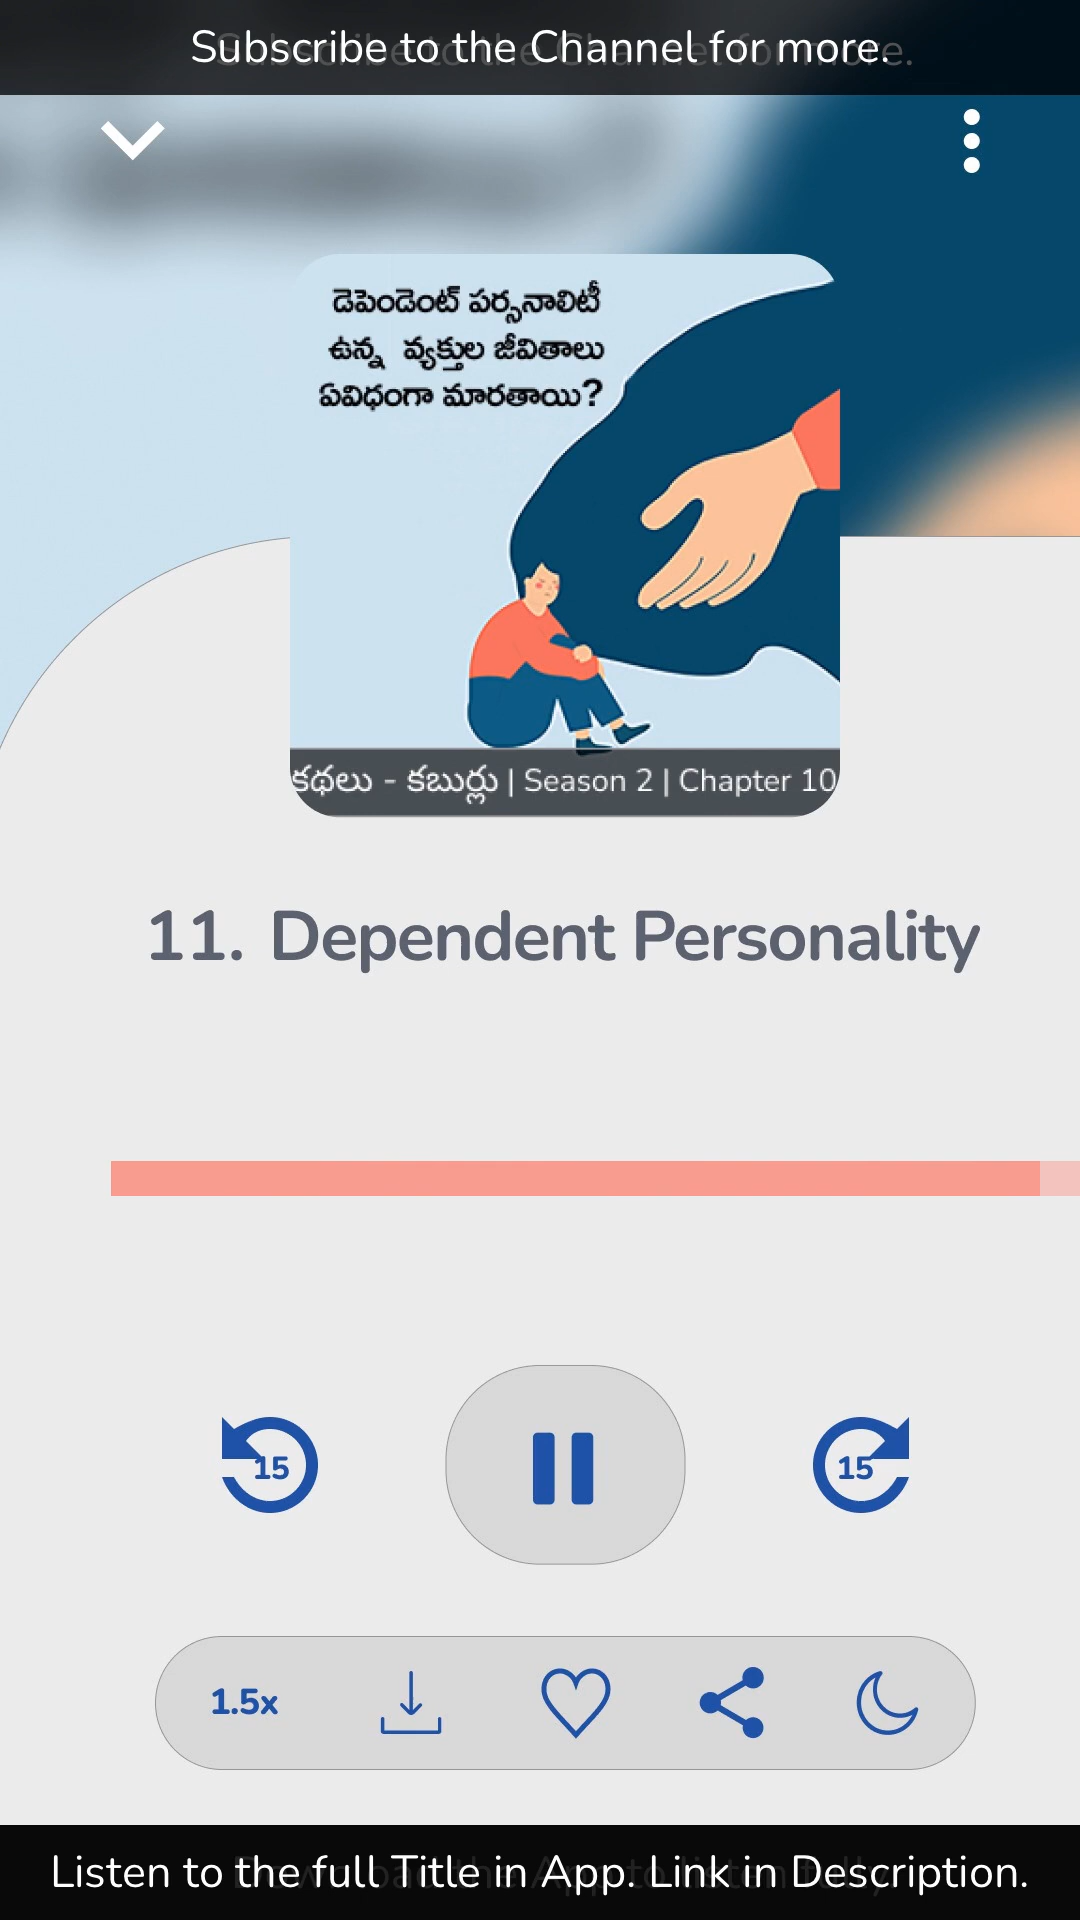 Subscribe to the Channel for more.
డెపెండెంట్ పర్సనాలిటీ
ఉన్న వ్యక్తుల జీవితాలు
ఏవిధంగా మారతాయి?
కథలు - కబుర్లు | Season 2 | Chapter 10
11. Dependent Personality
15
15
1.5x
Listen to the full Title in App. Link in Description.